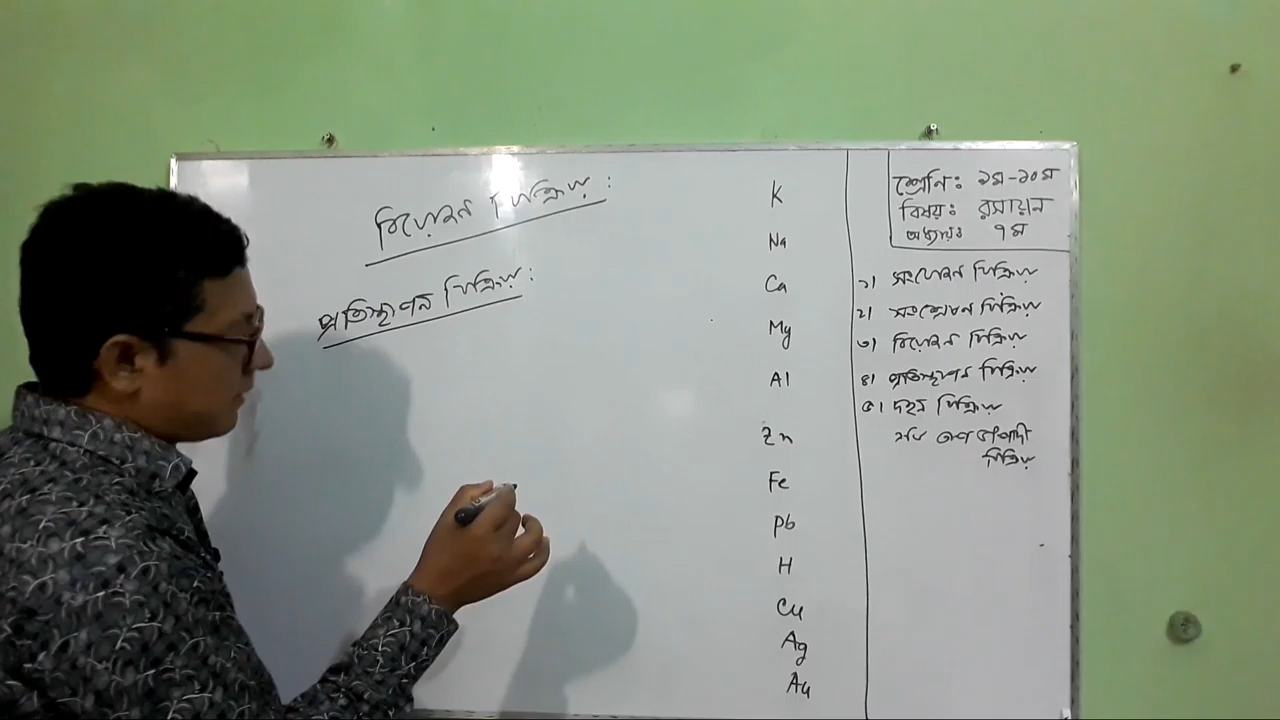 বিয়োজন বিক্রিয়া :
প্রতিস্থাপন বিক্রিয়া :
K
Na
Ca
Mg
Al
Zn
Fe
Pb
H
Cu
Ag
Au
শ্রেণি: ৯ম-১০ম
বিষয়: রসায়ন
অধ্যায়: ৭ম
১। সংযোজন বিক্রিয়া
২। সংশ্লেষণ বিক্রিয়া
৩। বিয়োজন বিক্রিয়া
৪। প্রতিস্থাপন বিক্রিয়া
৫। দহন বিক্রিয়া
তাপ
বিক্রিয়া